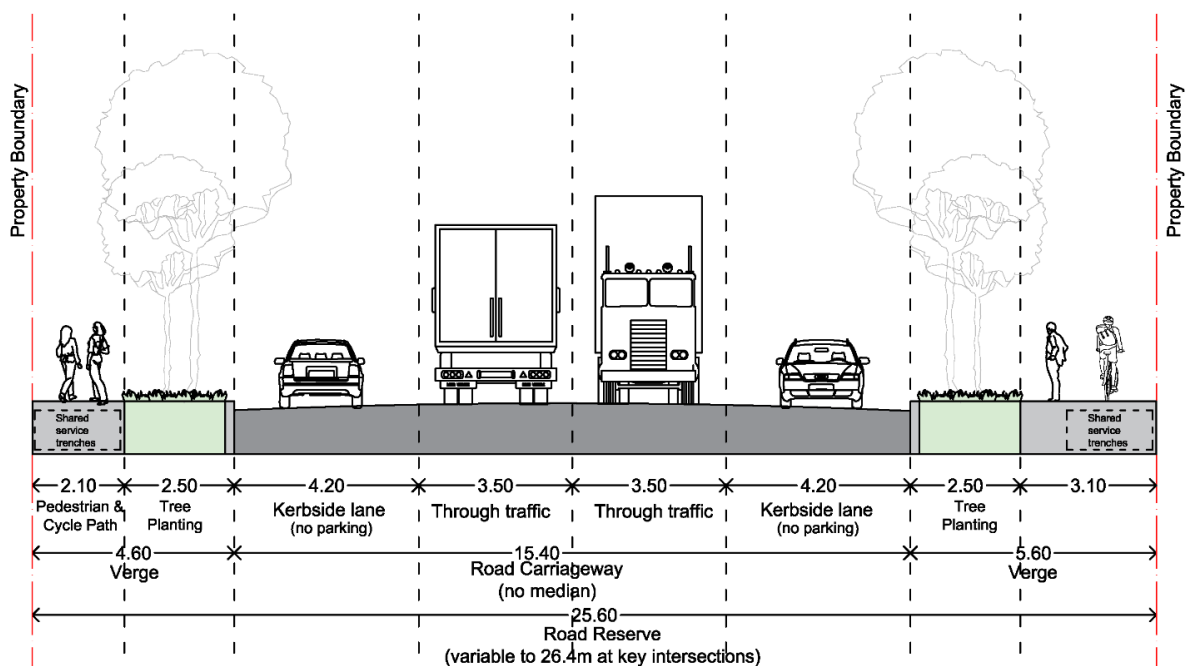 Property Boundary
Property Boundary
Shared
service
trenches
Shared
service
trenches
2.10
2.50
4.20
3.50
3.50
4.20
2.50
3.10
Pedestrian &
Cycle Path
Tree
Planting
Kerbside lane
(no parking)
Through traffic
Through traffic
Kerbside lane
(no parking)
Tree
Planting
4.60
Verge
15.40
Road Carriageway
(no median)
5.60
Verge
25.60
Road Reserve
(variable to 26.4m at key intersections)